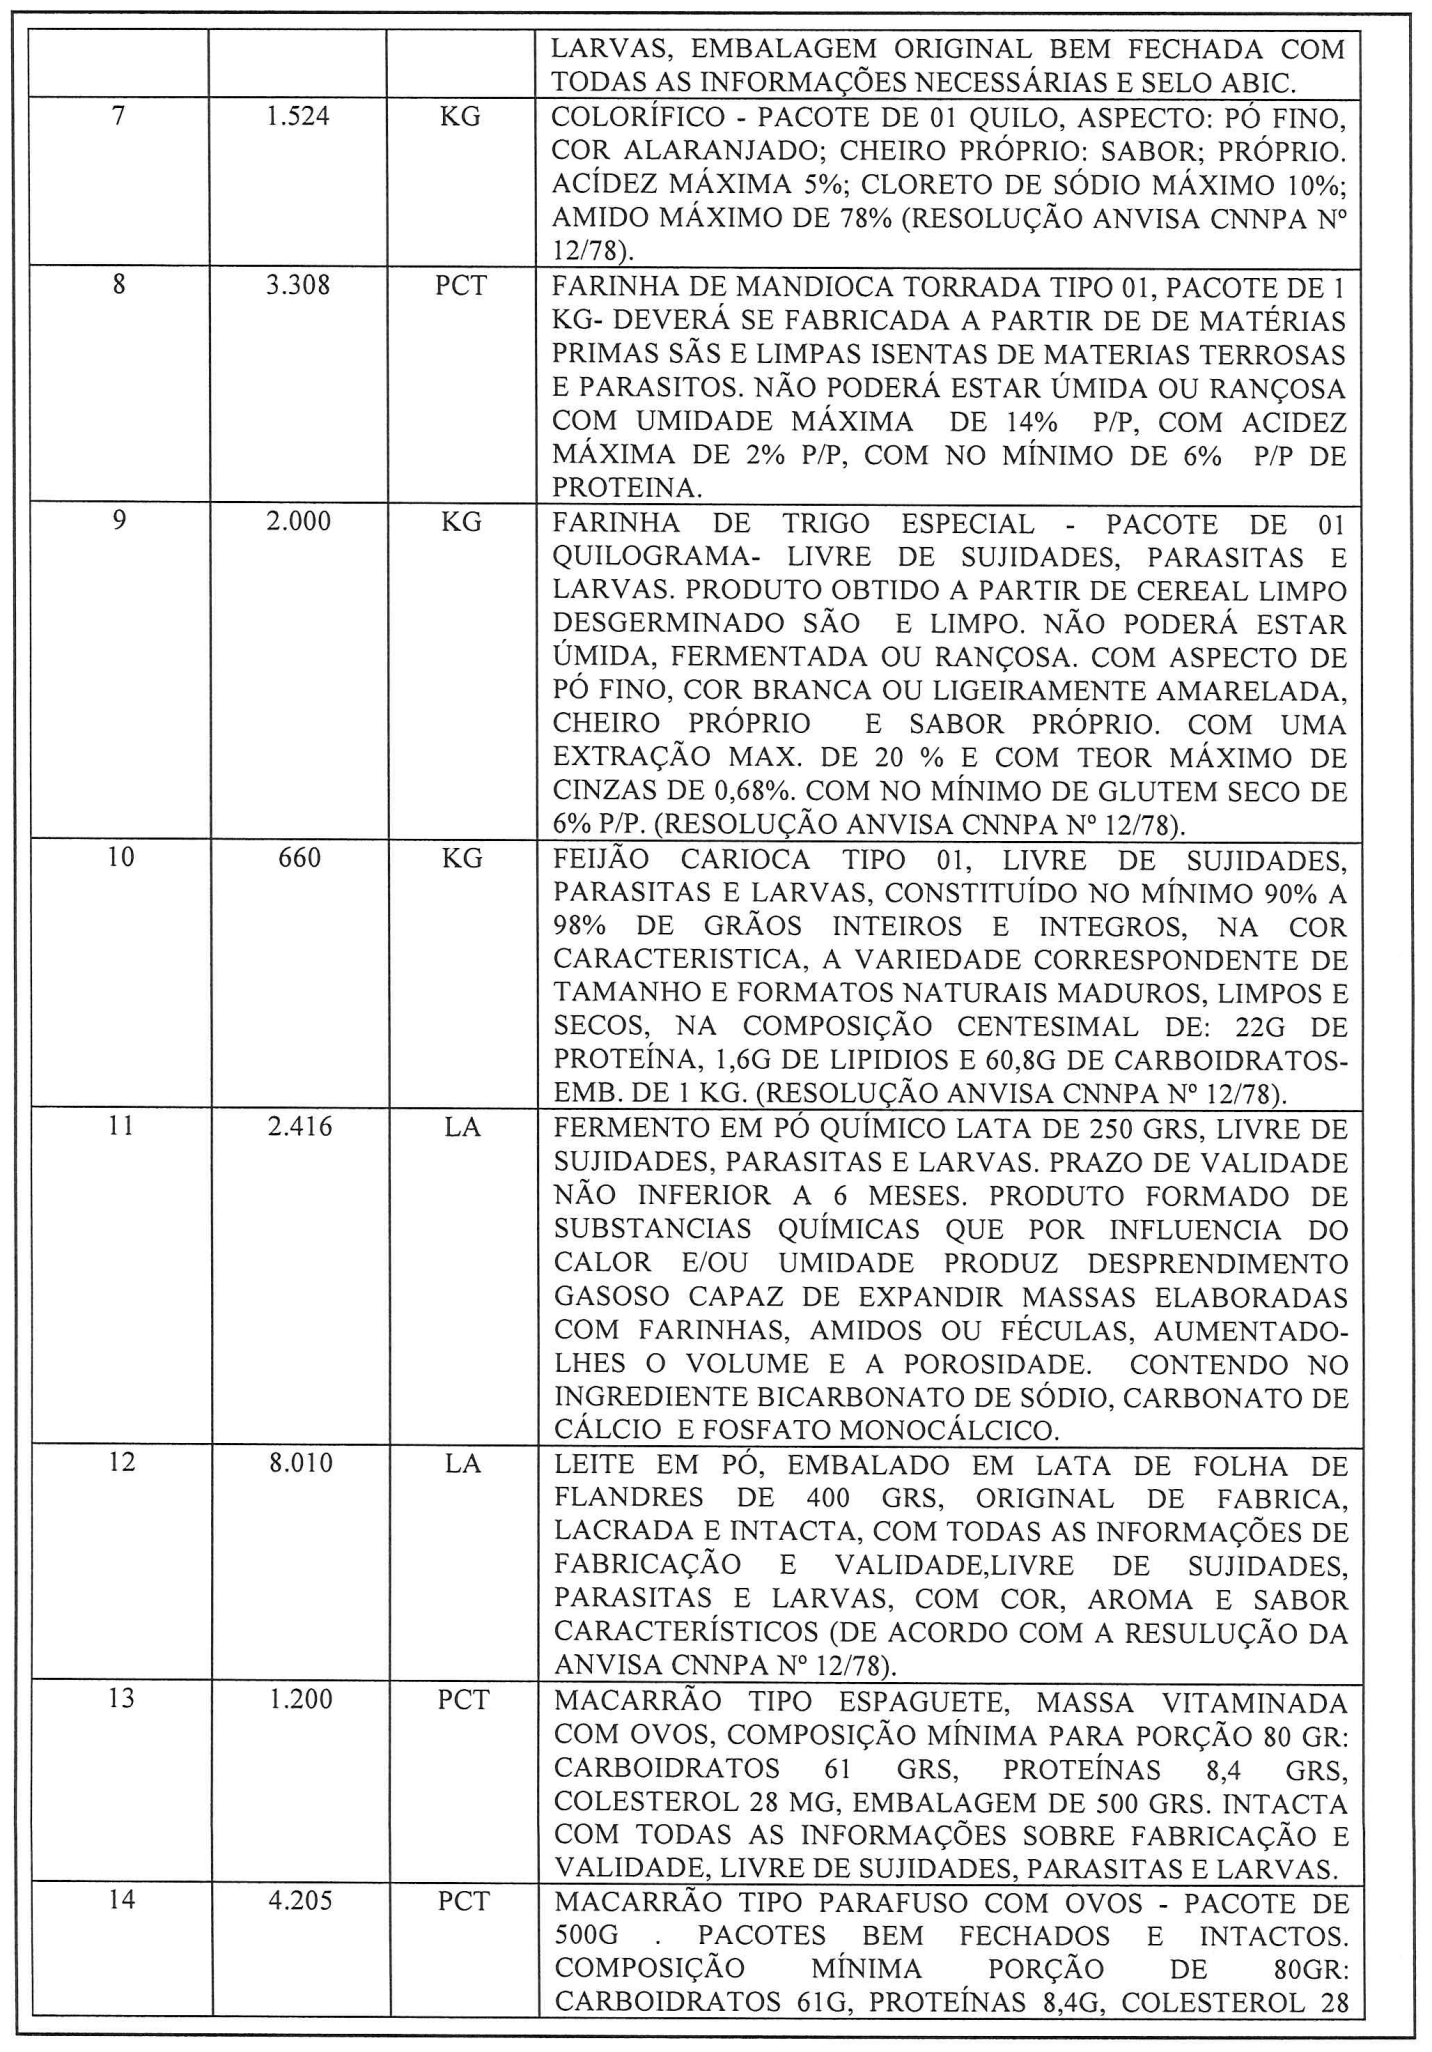 LARVAS, EMBALAGEM ORIGINAL BEM FECHADA COM
TODAS AS INFORMAÇÕES NECESSÁRIAS E SELO ABIC.
7 1.524 KG COLORÍFICO - PACOTE DE 01 QUILO, ASPECTO: PÓ FINO,
COR ALARANJADO; CHEIRO PRÓPRIO: SABOR; PRÓPRIO.
ACÍDEZ MÁXIMA 5%; CLORETO DE SÓDIO MÁXIMO 10%;
AMIDO MÁXIMO DE 78% (RESOLUÇÃO ANVISA CNNPA Nº
12/78).
8 3.308 PCT FARINHA DE MANDIOCA TORRADA TIPO 01, PACOTE DE 1
KG- DEVERÁ SE FABRICADA A PARTIR DE DE MATÉRIAS
PRIMAS SÃS E LIMPAS ISENTAS DE MATERIAS TERROSAS
E PARASITOS. NÃO PODERÁ ESTAR ÚMIDA OU RANÇOSA
COM UMIDADE MÁXIMA DE 14% P/P, COM ACIDEZ
MÁXIMA DE 2% P/P, COM NO MÍNIMO DE 6% P/P DE
PROTEINA.
9 2.000 KG FARINHA DE TRIGO ESPECIAL - PACOTE DE 01
QUILOGRAMA- LIVRE DE SUJIDADES, PARASITAS E
LARVAS. PRODUTO OBTIDO A PARTIR DE CEREAL LIMPO
DESGERMINADO SÃO E LIMPO. NÃO PODERÁ ESTAR
ÚMIDA, FERMENTADA OU RANÇOSA. COM ASPECTO DE
PÓ FINO, COR BRANCA OU LIGEIRAMENTE AMARELADA,
CHEIRO PRÓPRIO E SABOR PRÓPRIO. COM UMA
EXTRAÇÃO MAX. DE 20 % E COM TEOR MÁXIMO DE
CINZAS DE 0,68%. COM NO MÍNIMO DE GLUTEM SECO DE
6% P/P. (RESOLUÇÃO ANVISA CNNPA Nº 12/78).
10 660 KG FEIJÃO CARIOCA TIPO 01, LIVRE DE SUJIDADES,
PARASITAS E LARVAS, CONSTITUÍDO NO MÍNIMO 90% A
98% DE GRÃOS INTEIROS E INTEGROS, NA COR
CARACTERISTICA, A VARIEDADE CORRESPONDENTE DE
TAMANHO E FORMATOS NATURAIS MADUROS, LIMPOS E
SECOS, NA COMPOSIÇÃO CENTESIMAL DE: 22G DE
PROTEÍNA, 1,6G DE LIPIDIOS E 60,8G DE CARBOIDRATOS-
EMB. DE 1 KG. (RESOLUÇÃO ANVISA CNNPA Nº 12/78).
11 2.416 LA FERMENTO EM PÓ QUÍMICO LATA DE 250 GRS, LIVRE DE
SUJIDADES, PARASITAS E LARVAS. PRAZO DE VALIDADE
NÃO INFERIOR A 6 MESES. PRODUTO FORMADO DE
SUBSTANCIAS QUÍMICAS QUE POR INFLUENCIA DO
CALOR E/OU UMIDADE PRODUZ DESPRENDIMENTO
GASOSO CAPAZ DE EXPANDIR MASSAS ELABORADAS
COM FARINHAS, AMIDOS OU FÉCULAS, AUMENTADO-
LHES O VOLUME E A POROSIDADE. CONTENDO NO
INGREDIENTE BICARBONATO DE SÓDIO, CARBONATO DE
CÁLCIO E FOSFATO MONOCÁLCICO.
12 8.010 LA LEITE EM PÓ, EMBALADO EM LATA DE FOLHA DE
FLANDRES DE 400 GRS, ORIGINAL DE FABRICA,
LACRADA E INTACTA, COM TODAS AS INFORMAÇÕES DE
FABRICAÇÃO E VALIDADE,LIVRE DE SUJIDADES,
PARASITAS E LARVAS, COM COR, AROMA E SABOR
CARACTERÍSTICOS (DE ACORDO COM A RESULUÇÃO DA
ANVISA CNNPA Nº 12/78).
13 1.200 PCT MACARRÃO TIPO ESPAGUETE, MASSA VITAMINADA
COM OVOS, COMPOSIÇÃO MÍNIMA PARA PORÇÃO 80 GR:
CARBOIDRATOS 61 GRS, PROTEÍNAS 8,4 GRS,
COLESTEROL 28 MG, EMBALAGEM DE 500 GRS. INTACTA
COM TODAS AS INFORMAÇÕES SOBRE FABRICAÇÃO E
VALIDADE, LIVRE DE SUJIDADES, PARASITAS E LARVAS.
14 4.205 PCT MACARRÃO TIPO PARAFUSO COM OVOS - PACOTE DE
500G . PACOTES BEM FECHADOS E INTACTOS.
COMPOSIÇÃO MÍNIMA PORÇÃO DE 80GR:
CARBOIDRATOS 61G, PROTEÍNAS 8,4G, COLESTEROL 28